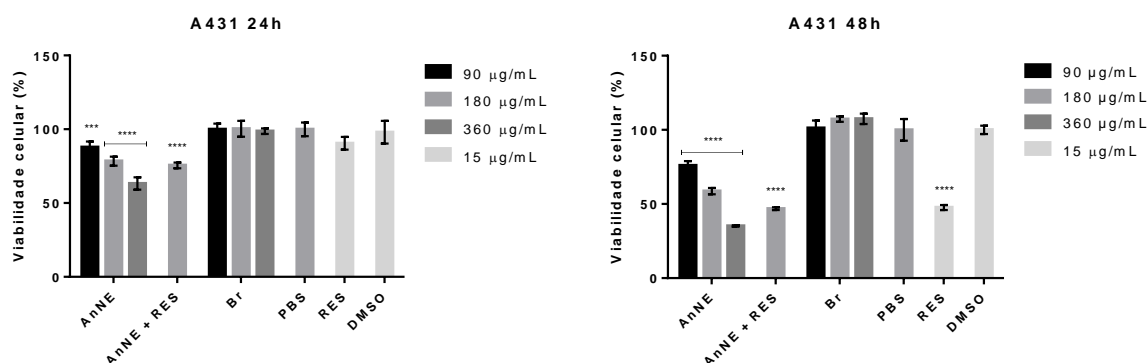 A431 24h
Viabilidade celular (%)
150
100
50
0
***
****
****
AnNE
AnNE + RES
Br
PBS
RES
DMSO
90 μg/mL
180 μg/mL
360 μg/mL
15 μg/mL
A431 48h
Viabilidade celular (%)
150
100
50
0
****
****
****
AnNE
AnNE + RES
Br
PBS
RES
DMSO
90 μg/mL
180 μg/mL
360 μg/mL
15 μg/mL